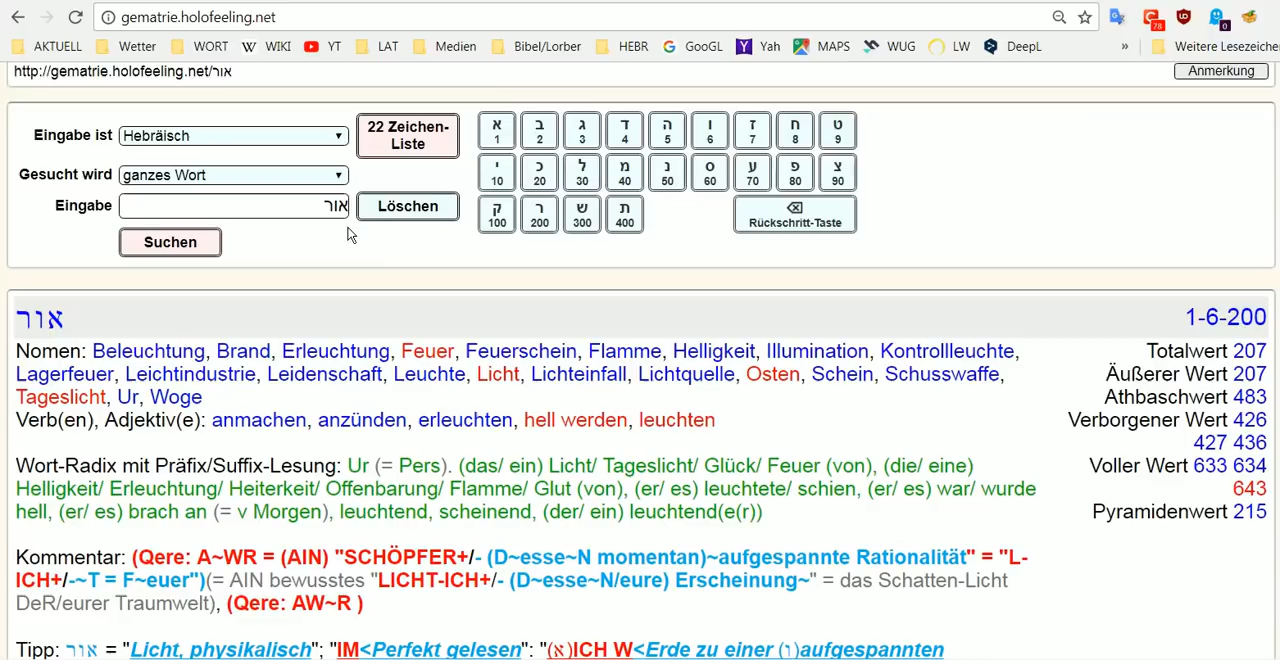 gematrie.holofeeling.net
AKTUELL Wetter WORT WIKI YT LAT Medien Bibel/Lorber HEBR GooGL Yah MAPS WUG LW DeepL » Weitere Lesezeiche
http://gematrie.holofeeling.net/אור Anmerkung
Eingabe ist Hebräisch
22 Zeichen-
Liste
Gesucht wird ganzes Wort
Eingabe אור Löschen
Suchen
א ב ג ד ה ו ז ח ט
1 2 3 4 5 6 7 8 9
י כ ל מ נ ס ע פ צ
10 20 30 40 50 60 70 80 90
ק ר ש ת
100 200 300 400 Rückschritt-Taste
אור 1-6-200
Nomen: Beleuchtung, Brand, Erleuchtung, Feuer, Feuerschein, Flamme, Helligkeit, Illumination, Kontrollleuchte,
Lagerfeuer, Leichtindustrie, Leidenschaft, Leuchte, Licht, Lichteinfall, Lichtquelle, Osten, Schein, Schusswaffe,
Tageslicht, Ur, Woge
Verb(en), Adjektiv(e): anmachen, anzünden, erleuchten, hell werden, leuchten
Wort-Radix mit Präfix/Suffix-Lesung: Ur (= Pers). (das/ ein) Licht/ Tageslicht/ Glück/ Feuer (von), (die/ eine)
Helligkeit/ Erleuchtung/ Heiterkeit/ Offenbarung/ Flamme/ Glut (von), (er/ es) leuchtete/ schien, (er/ es) war/ wurde
hell, (er/ es) brach an (= v Morgen), leuchtend, scheinend, (der/ ein) leuchtend(e(r))
Totalwert 207
Äußerer Wert 207
Athbaschwert 483
Verborgener Wert 426
427 436
Voller Wert 633 634
643
Pyramidenwert 215
Kommentar: (Qere: A~WR = (AIN) "SCHÖPFER+/- (D~esse~N momentan)~aufgespannte Rationalität" = "L-
ICH+/-~T = F~euer")(= AIN bewusstes "LICHT-ICH+/- (D~esse~N/eure) Erscheinung~" = das Schatten-Licht
DeR/eurer Traumwelt), (Qere: AW~R )
Tipp: אור = "Licht, physikalisch"; "IM<Perfekt gelesen": "(א)ICH W<Erde zu einer (ו)aufgespannten